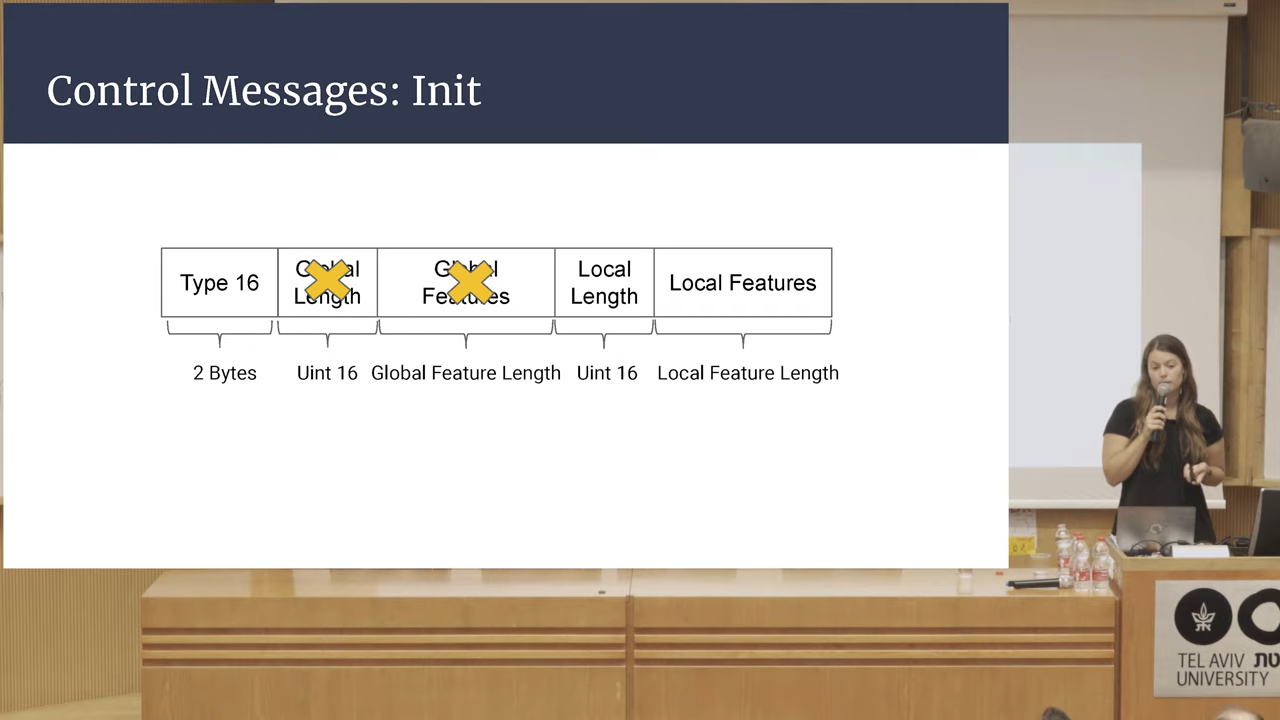 Control Messages: Init
Type 16
Global
Length
Global
Features
Local
Length
Local Features
2 Bytes
Uint 16
Global Feature Length
Uint 16
Local Feature Length
TEL AVIV
UNIVERSITY